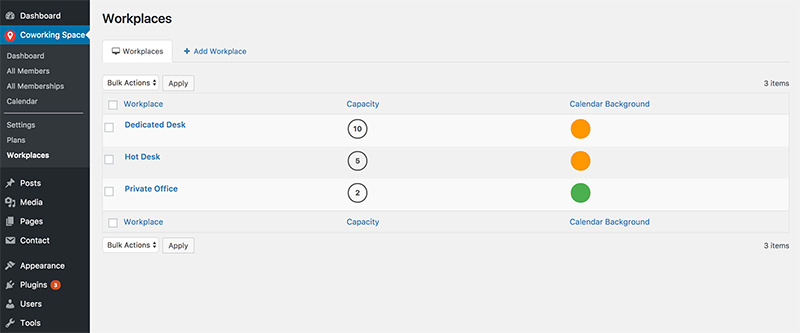 Dashboard
Coworking Space
Dashboard
All Members
All Memberships
Calendar
Settings
Plans
Workplaces
Posts
Media
Pages
Contact
Appearance
Plugins 3
Users
Tools
Workplaces
Workplaces + Add Workplace
Bulk Actions Apply 3 items
Workplace Capacity Calendar Background
Dedicated Desk 10
Hot Desk 5
Private Office 2
Workplace Capacity Calendar Background
Bulk Actions Apply 3 items